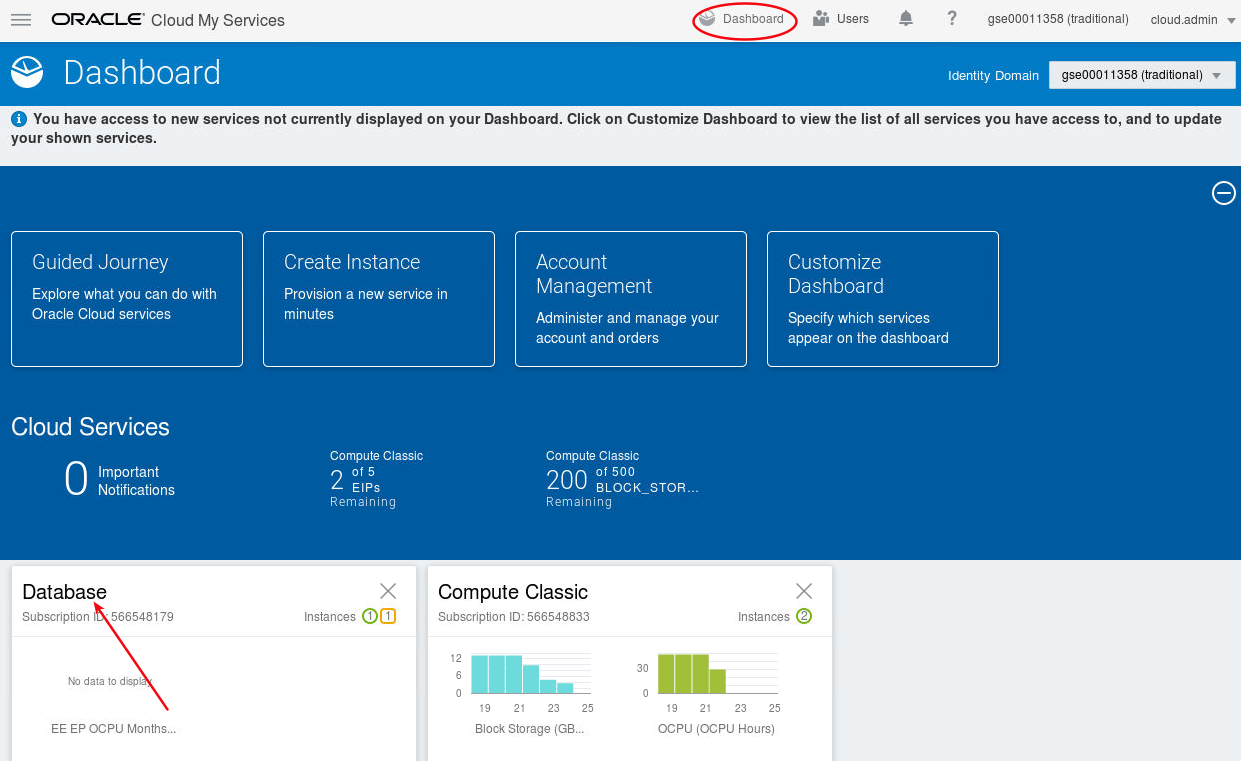 ORACLE® Cloud My Services
Dashboard
Users
?
gse00011358 (traditional)
cloud.admin
Dashboard
Identity Domain
gse00011358 (traditional)
You have access to new services not currently displayed on your Dashboard. Click on Customize Dashboard to view the list of all services you have access to, and to update
your shown services.
Guided Journey
Explore what you can do with
Oracle Cloud services
Create Instance
Provision a new service in
minutes
Account
Management
Administer and manage your
account and orders
Customize
Dashboard
Specify which services
appear on the dashboard
Cloud Services
0 Important
Notifications
Compute Classic
2 of 5
EIPs
Remaining
Compute Classic
200 of 500
BLOCK_STOR...
Remaining
Database
Subscription ID: 566548179
Instances 1 1
No data to display
EE EP OCPU Months...
Compute Classic
Subscription ID: 566548833
Instances 2
12
6
0
19 21 23 25
Block Storage (GB...
30
0
19 21 23 25
OCPU (OCPU Hours)